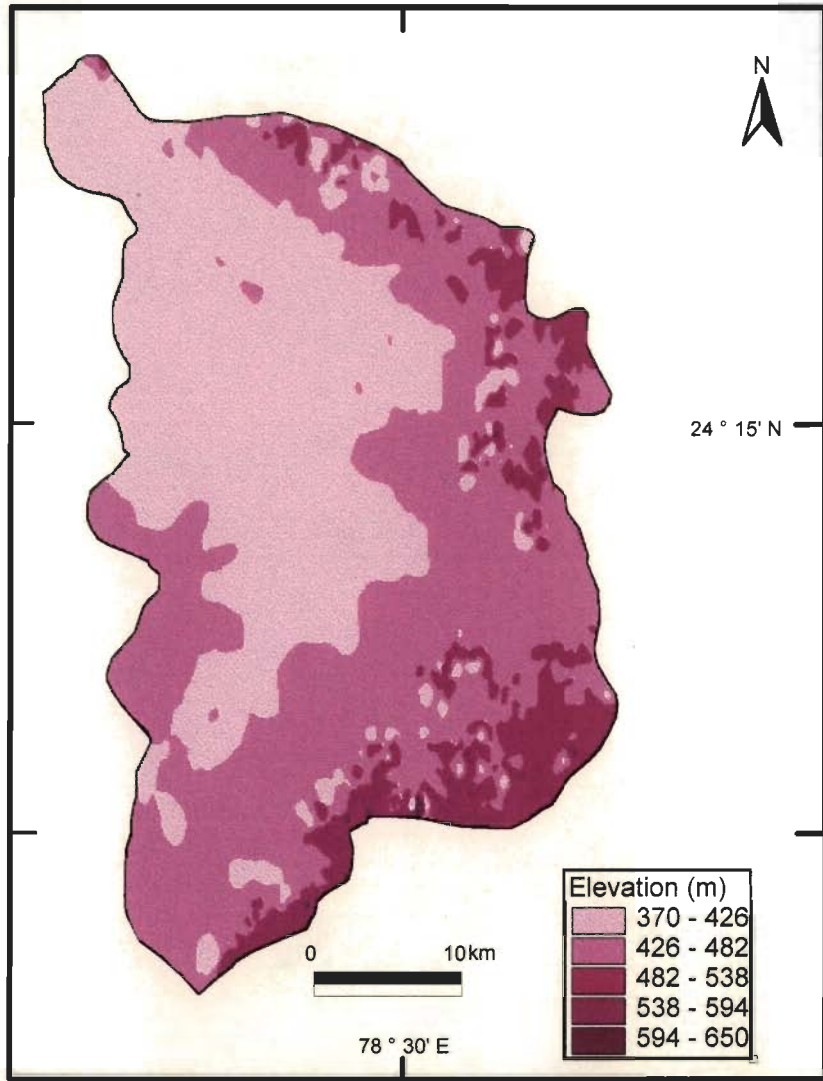 N
24 ° 15' N
Elevation (m)
370 - 426
426 - 482
482 - 538
538 - 594
594 - 650
0 10km
78 ° 30' E